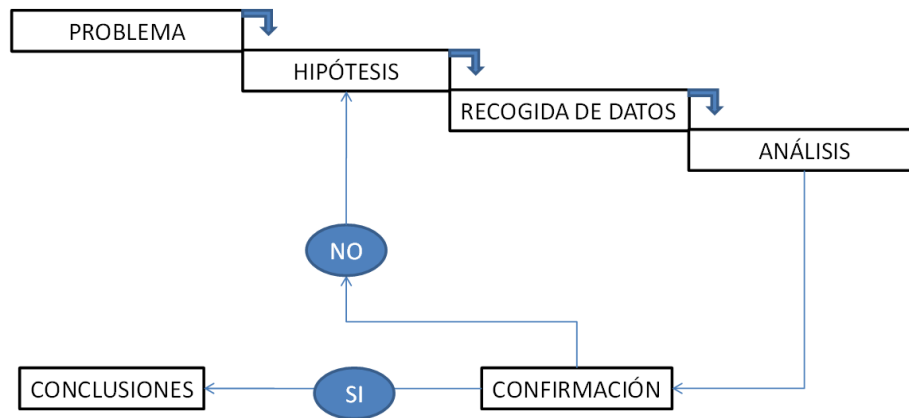 PROBLEMA
HIPÓTESIS
RECOGIDA DE DATOS
ANÁLISIS
NO
CONCLUSIONES
SI
CONFIRMACIÓN